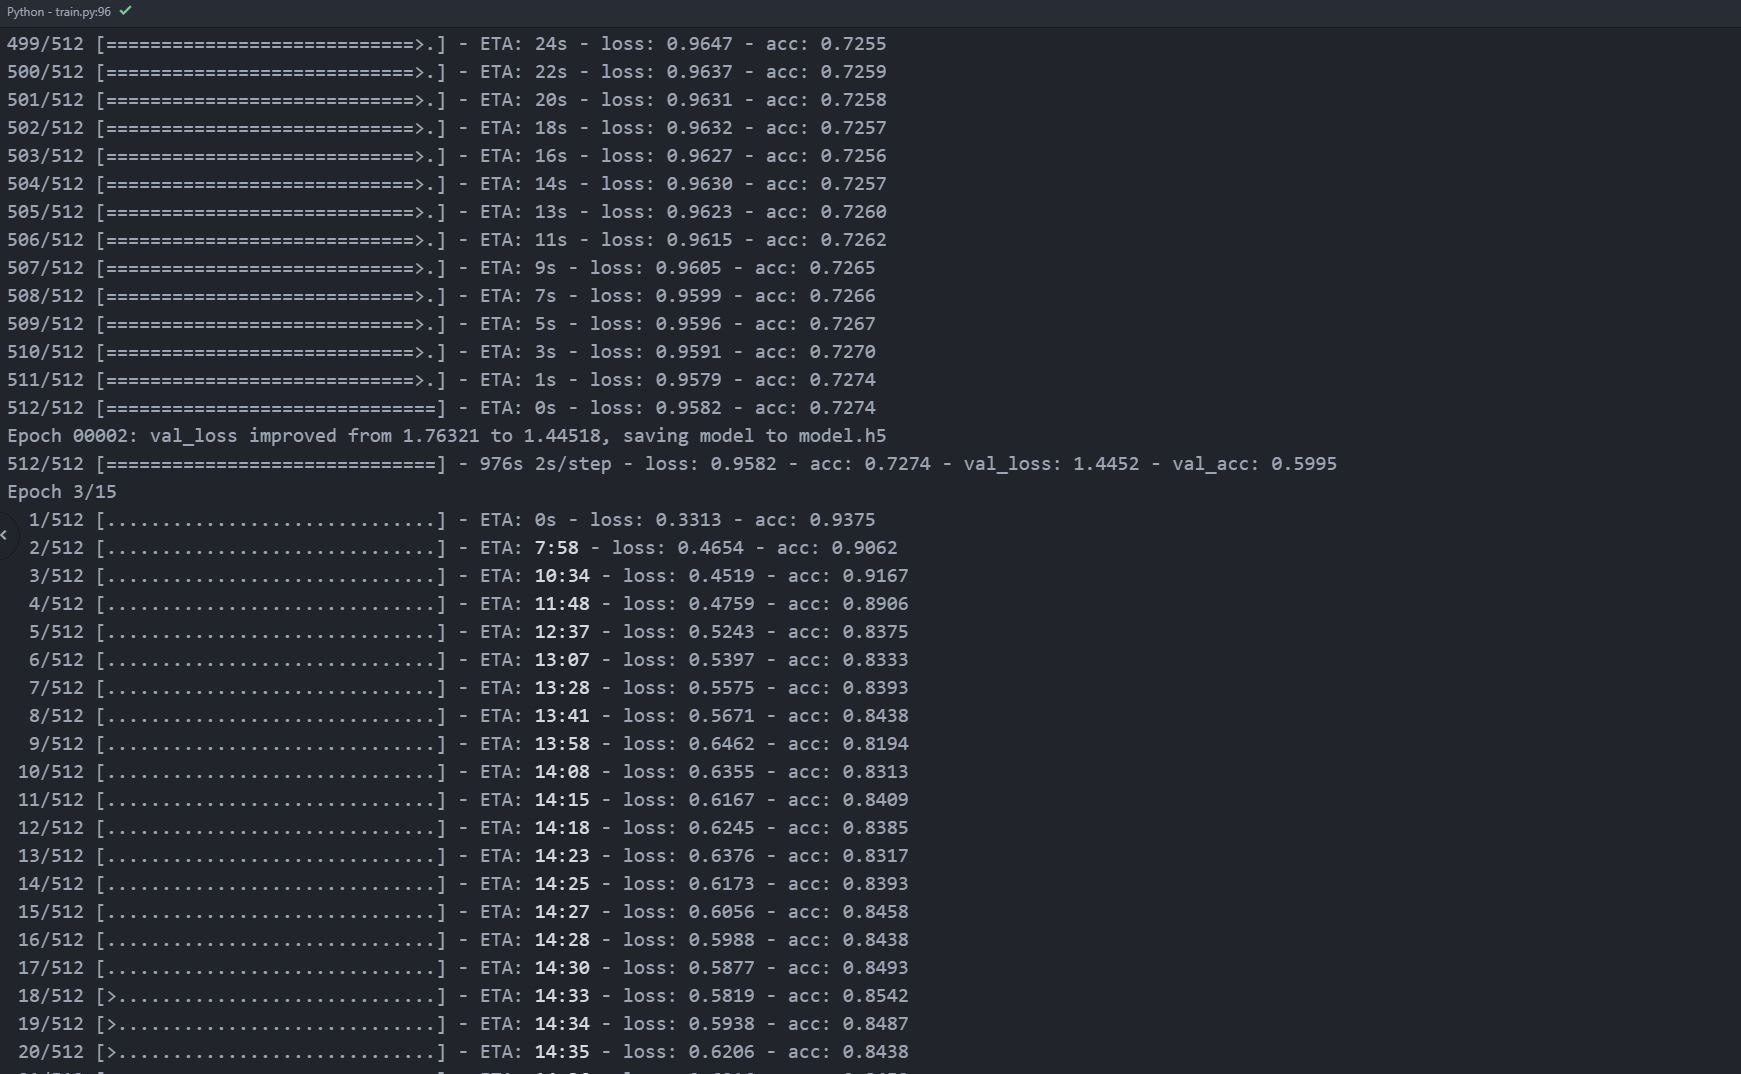 Python - train.py:96
499/512 [============================>.] - ETA: 24s - loss: 0.9647 - acc: 0.7255
500/512 [============================>.] - ETA: 22s - loss: 0.9637 - acc: 0.7259
501/512 [============================>.] - ETA: 20s - loss: 0.9631 - acc: 0.7258
502/512 [============================>.] - ETA: 18s - loss: 0.9632 - acc: 0.7257
503/512 [============================>.] - ETA: 16s - loss: 0.9627 - acc: 0.7256
504/512 [============================>.] - ETA: 14s - loss: 0.9630 - acc: 0.7257
505/512 [============================>.] - ETA: 13s - loss: 0.9623 - acc: 0.7260
506/512 [============================>.] - ETA: 11s - loss: 0.9615 - acc: 0.7262
507/512 [============================>.] - ETA: 9s - loss: 0.9605 - acc: 0.7265
508/512 [============================>.] - ETA: 7s - loss: 0.9599 - acc: 0.7266
509/512 [============================>.] - ETA: 5s - loss: 0.9596 - acc: 0.7267
510/512 [============================>.] - ETA: 3s - loss: 0.9591 - acc: 0.7270
511/512 [============================>.] - ETA: 1s - loss: 0.9579 - acc: 0.7274
512/512 [==============================] - ETA: 0s - loss: 0.9582 - acc: 0.7274
Epoch 00002: val_loss improved from 1.76321 to 1.44518, saving model to model.h5
512/512 [==============================] - 976s 2s/step - loss: 0.9582 - acc: 0.7274 - val_loss: 1.4452 - val_acc: 0.5995
Epoch 3/15
1/512 [..............................] - ETA: 0s - loss: 0.3313 - acc: 0.9375
2/512 [..............................] - ETA: 7:58 - loss: 0.4654 - acc: 0.9062
3/512 [..............................] - ETA: 10:34 - loss: 0.4519 - acc: 0.9167
4/512 [..............................] - ETA: 11:48 - loss: 0.4759 - acc: 0.8906
5/512 [..............................] - ETA: 12:37 - loss: 0.5243 - acc: 0.8375
6/512 [..............................] - ETA: 13:07 - loss: 0.5397 - acc: 0.8333
7/512 [..............................] - ETA: 13:28 - loss: 0.5575 - acc: 0.8393
8/512 [..............................] - ETA: 13:41 - loss: 0.5671 - acc: 0.8438
9/512 [..............................] - ETA: 13:58 - loss: 0.6462 - acc: 0.8194
10/512 [..............................] - ETA: 14:08 - loss: 0.6355 - acc: 0.8313
11/512 [..............................] - ETA: 14:15 - loss: 0.6167 - acc: 0.8409
12/512 [..............................] - ETA: 14:18 - loss: 0.6245 - acc: 0.8385
13/512 [..............................] - ETA: 14:23 - loss: 0.6376 - acc: 0.8317
14/512 [..............................] - ETA: 14:25 - loss: 0.6173 - acc: 0.8393
15/512 [..............................] - ETA: 14:27 - loss: 0.6056 - acc: 0.8458
16/512 [..............................] - ETA: 14:28 - loss: 0.5988 - acc: 0.8438
17/512 [..............................] - ETA: 14:30 - loss: 0.5877 - acc: 0.8493
18/512 [>.............................] - ETA: 14:33 - loss: 0.5819 - acc: 0.8542
19/512 [>.............................] - ETA: 14:34 - loss: 0.5938 - acc: 0.8487
20/512 [>.............................] - ETA: 14:35 - loss: 0.6206 - acc: 0.8438